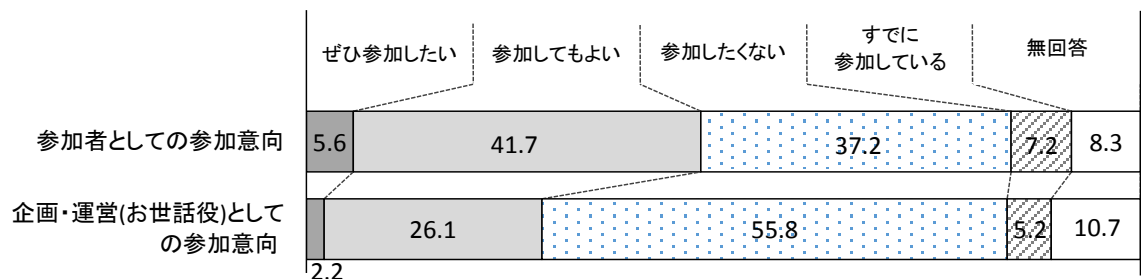 ぜひ参加したい 参加してもよい 参加したくない すでに参加している 無回答
参加者としての参加意向 5.6 41.7 37.2 7.2 8.3
企画・運営(お世話役)として
の参加意向
2.2 26.1 55.8 5.2 10.7